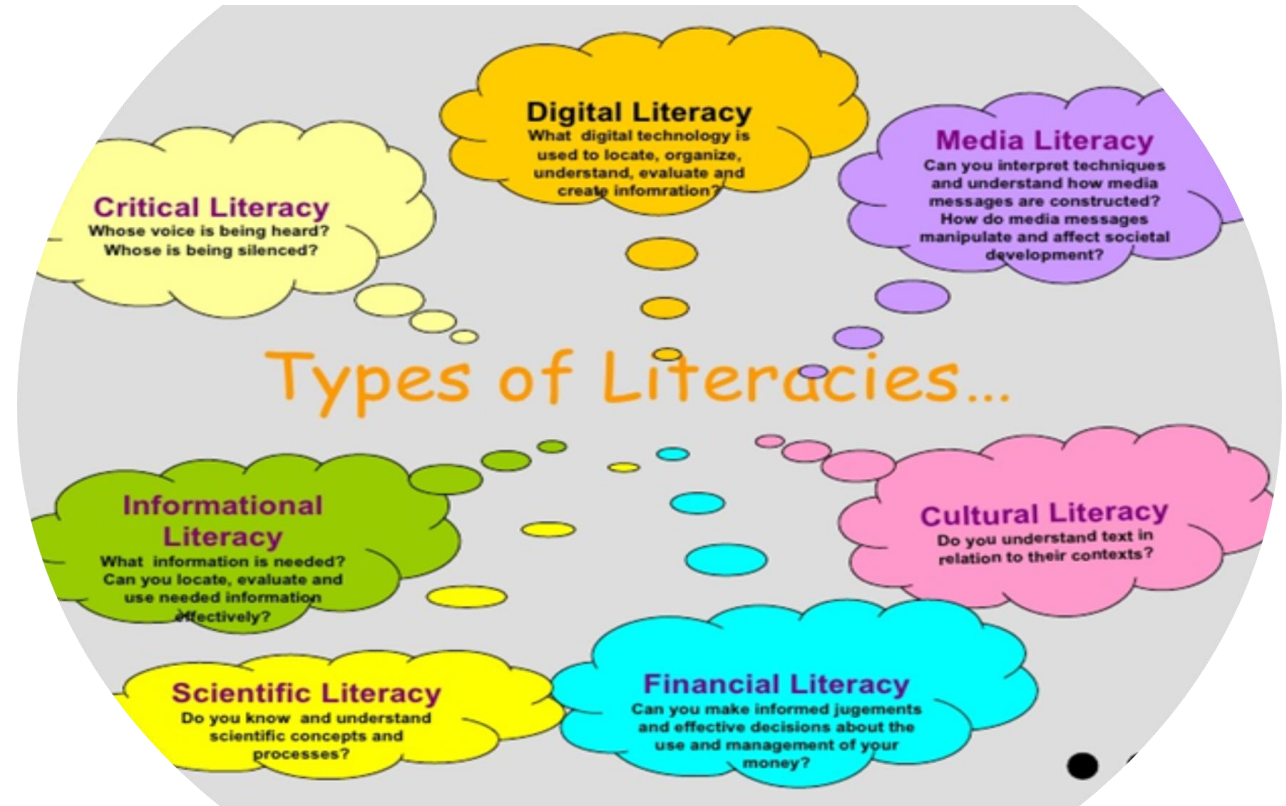 Digital Literacy
What digital technology is
used to locate, organize,
understand, evaluate and
create infomration?
Media Literacy
Can you interpret techniques
and understand how media
messages are constructed?
How do media messages
manipulate and affect societal
development?
Critical Literacy
Whose voice is being heard?
Whose is being silenced?
Types of Literacies...
Informational
Literacy
What information is needed?
Can you locate, evaluate and
use needed information
effectively?
Cultural Literacy
Do you understand text in
relation to their contexts?
Scientific Literacy
Do you know and understand
scientific concepts and
processes?
Financial Literacy
Can you make informed jugements
and effective decisions about the
use and management of your
money?